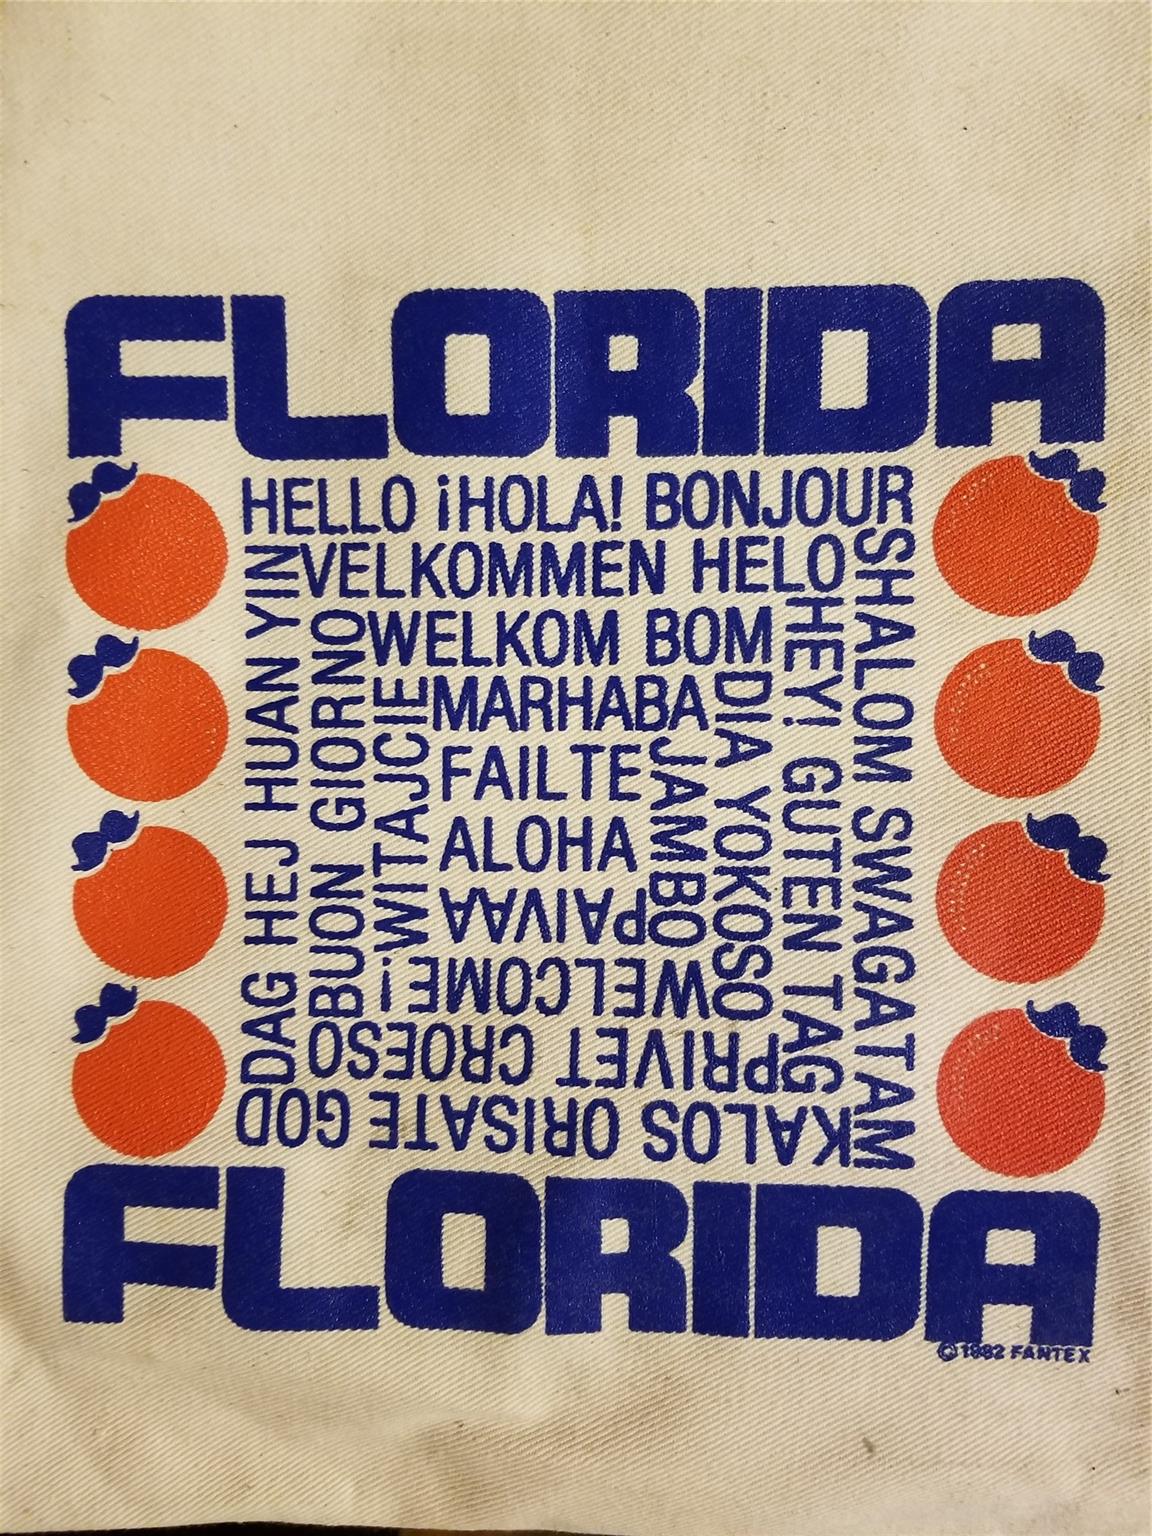 FLORIDA
HELLO ¡HOLA! BONJOUR
SHALOM SWAGATAM
KALOS ORISATE GOD
DAG HEJ HUAN YIN
VELKOMMEN HELO
HEY! GUTEN TAG
PRIVET CROESO
BUON GIORNO
WELKOM BOM
DIA YOKOSO
WELCOME!
WITAJCIE
MARHABA
JAMBO
PAIVAA
FAILTE
ALOHA
FLORIDA
©1982 FANTEX